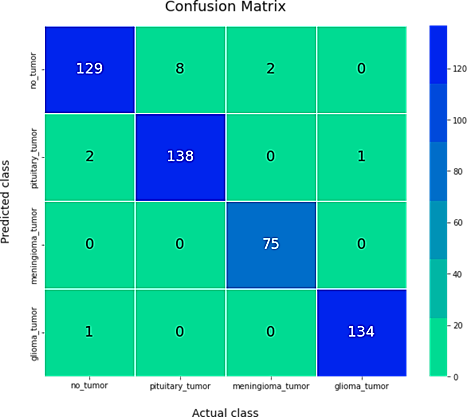 Confusion Matrix
Predicted class
no_tumor
129 8 2 0
pituitary_tumor
2 138 0 1
meningioma_tumor
0 0 75 0
glioma_tumor
1 0 0 134
no_tumor pituitary_tumor meningioma_tumor glioma_tumor
Actual class
120
100
80
60
40
20
0